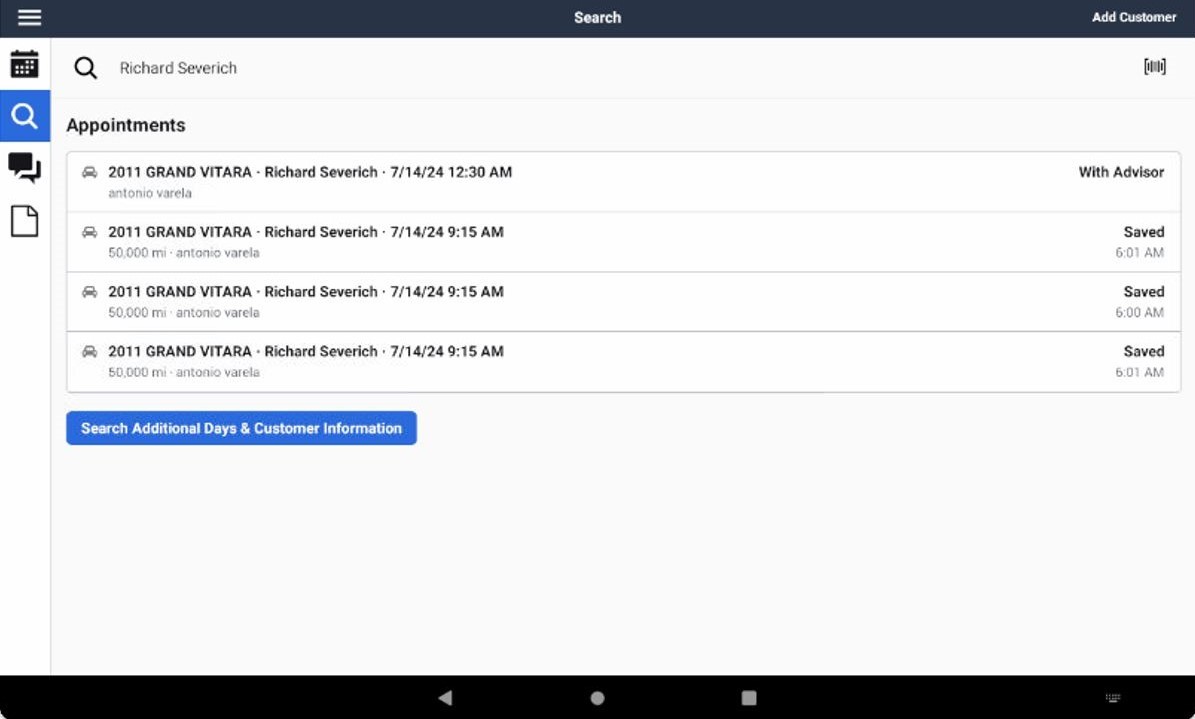 Search
Add Customer
Richard Severich
Appointments
2011 GRAND VITARA · Richard Severich · 7/14/24 12:30 AM
With Advisor
antonio varela
2011 GRAND VITARA · Richard Severich · 7/14/24 9:15 AM
Saved
50,000 mi · antonio varela
6:01 AM
2011 GRAND VITARA · Richard Severich · 7/14/24 9:15 AM
Saved
50,000 mi · antonio varela
6:00 AM
2011 GRAND VITARA · Richard Severich · 7/14/24 9:15 AM
Saved
50,000 mi · antonio varela
6:01 AM
Search Additional Days & Customer Information